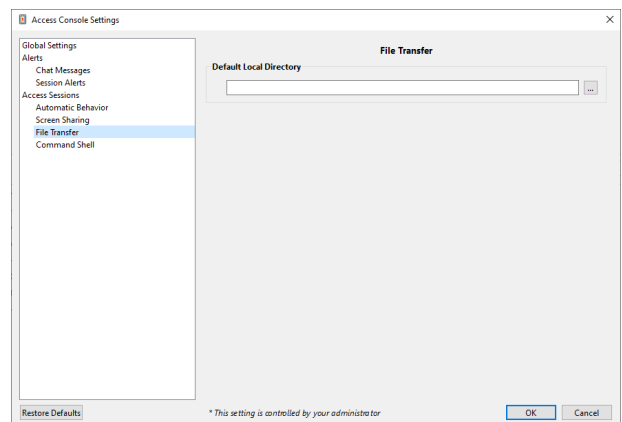 Access Console Settings
Global Settings
Alerts
Chat Messages
Session Alerts
Access Sessions
Automatic Behavior
Screen Sharing
File Transfer
Command Shell
File Transfer
Default Local Directory
...
Restore Defaults
* This setting is controlled by your administrator
OK
Cancel